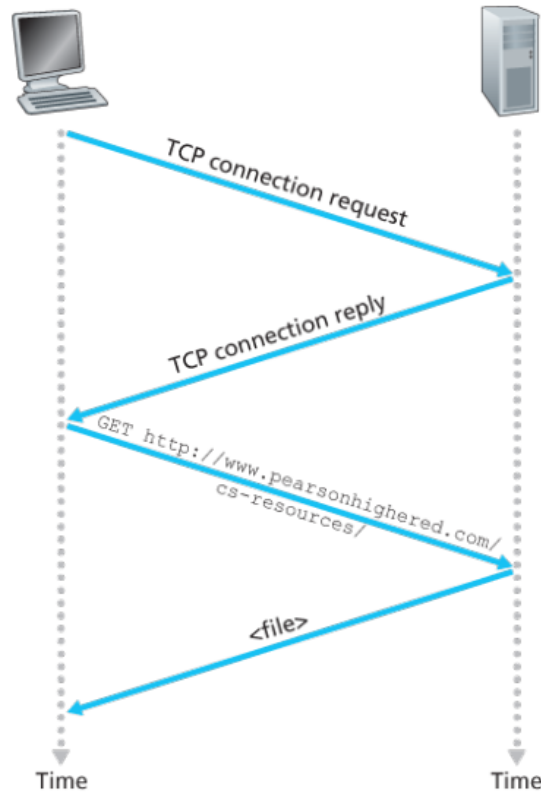 TCP connection request
TCP connection reply
GET http://www.pearsonhighered.com/
cs-resources/
<file>
Time
Time